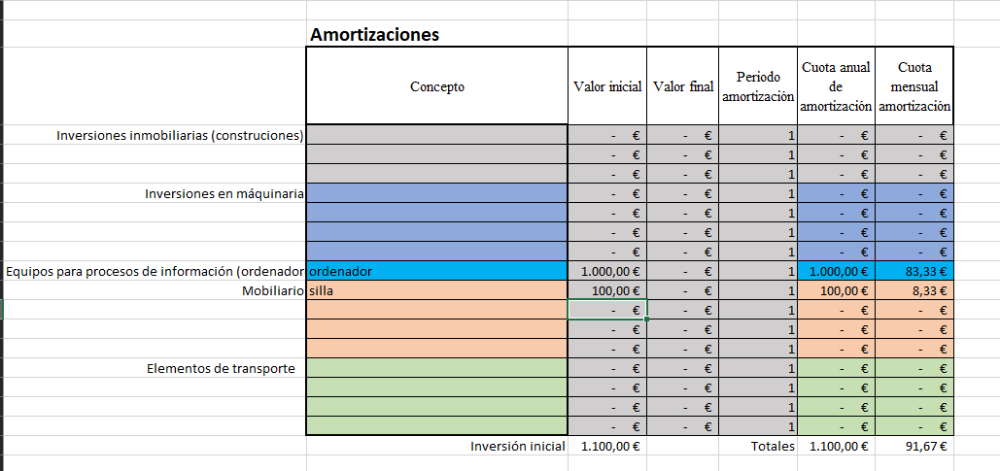 Amortizaciones
Concepto Valor inicial Valor final Periodo amortización Cuota anual de amortización Cuota mensual amortización
Inversiones inmobiliarias (construciones) - € - € 1 - € - €
- € - € 1 - € - €
- € - € 1 - € - €
Inversiones en máquinaria - € - € 1 - € - €
- € - € 1 - € - €
- € - € 1 - € - €
- € - € 1 - € - €
Equipos para procesos de información (ordenador ordenador 1.000,00 € - € 1 1.000,00 € 83,33 €
Mobiliario silla 100,00 € - € 1 100,00 € 8,33 €
- € - € 1 - € - €
- € - € 1 - € - €
- € - € 1 - € - €
Elementos de transporte - € - € 1 - € - €
- € - € 1 - € - €
- € - € 1 - € - €
- € - € 1 - € - €
Inversión inicial 1.100,00 € Totales 1.100,00 € 91,67 €